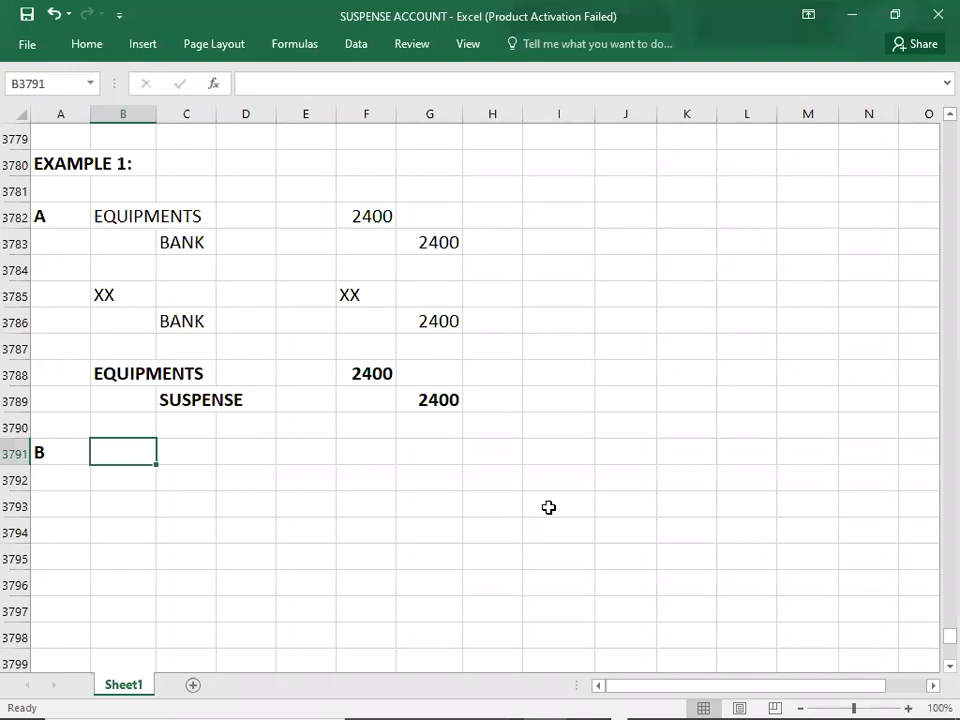 SUSPENSE ACCOUNT - Excel (Product Activation Failed)
File Home Insert Page Layout Formulas Data Review View Tell me what you want to do... Share
B3791 fx
A B C D E F G H I J K L M N O
3779
3780 EXAMPLE 1:
3781
3782 A EQUIPMENTS 2400
3783 BANK 2400
3784
3785 XX XX
3786 BANK 2400
3787
3788 EQUIPMENTS 2400
3789 SUSPENSE 2400
3790
3791 B
3792
3793
3794
3795
3796
3797
3798
3799
Sheet1
Ready 100%